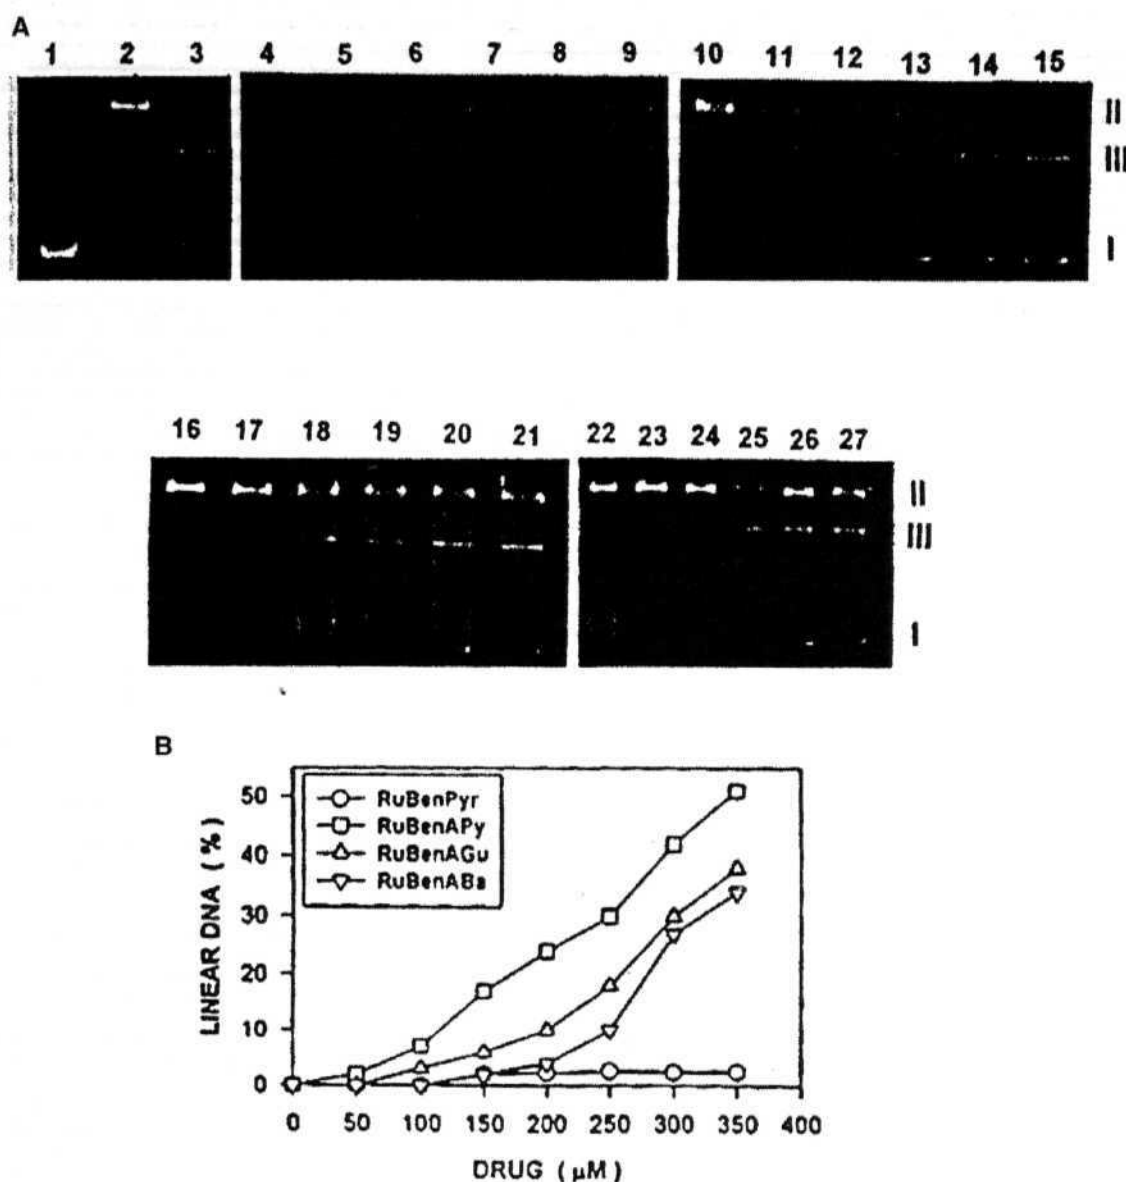 A
1 2 3 4 5 6 7 8 9 10 11 12 13 14 15
II
III
I
16 17 18 19 20 21 22 23 24 25 26 27
II
III
I
B
RuBenPyr
RuBenAPy
RuBenAGu
RuBenABa
LINEAR DNA (%)
50
40
30
20
10
0
0 50 100 150 200 250 300 350 400
DRUG (µM)